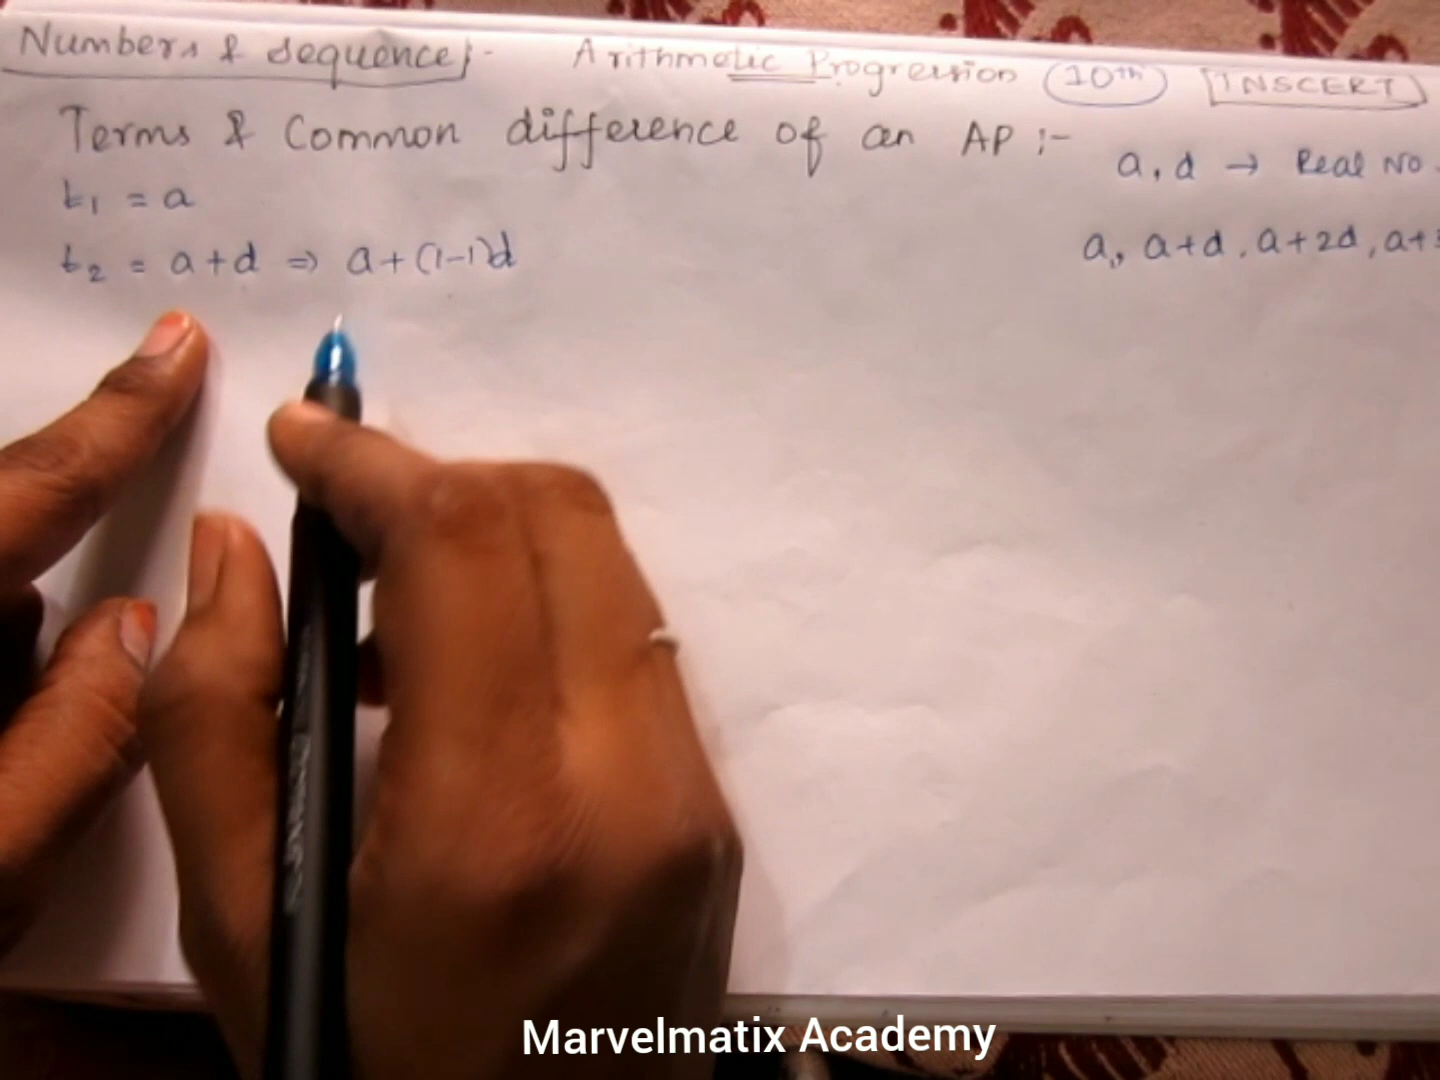 Numbers & sequence;- Arithmetic Progression 10th TNSCERT
Terms & Common difference of an AP :-
a, d → Real No.
t1 = a
t2 = a+d ⇒ a+(1-1)d
a, a+d, a+2d, a+3
Marvelmatix Academy